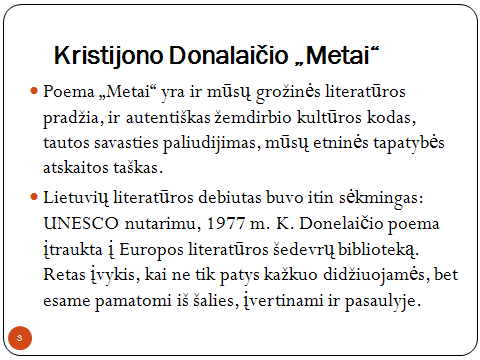 Kristijono Donalaičio „Metai“
Poema „Metai“ yra ir mūsų grožinės literatūros
pradžia, ir autentiškas žemdirbio kultūros kodas,
tautos savasties paliudijimas, mūsų etninės tapatybės
atskaitos taškas.
Lietuvių literatūros debiutas buvo itin sėkmingas:
UNESCO nutarimu, 1977 m. K. Donelaičio poema
įtraukta į Europos literatūros šedevrų biblioteką.
Retas įvykis, kai ne tik patys kažkuo didžiuojamės, bet
esame pamatomi iš šalies, įvertinami ir pasaulyje.
3